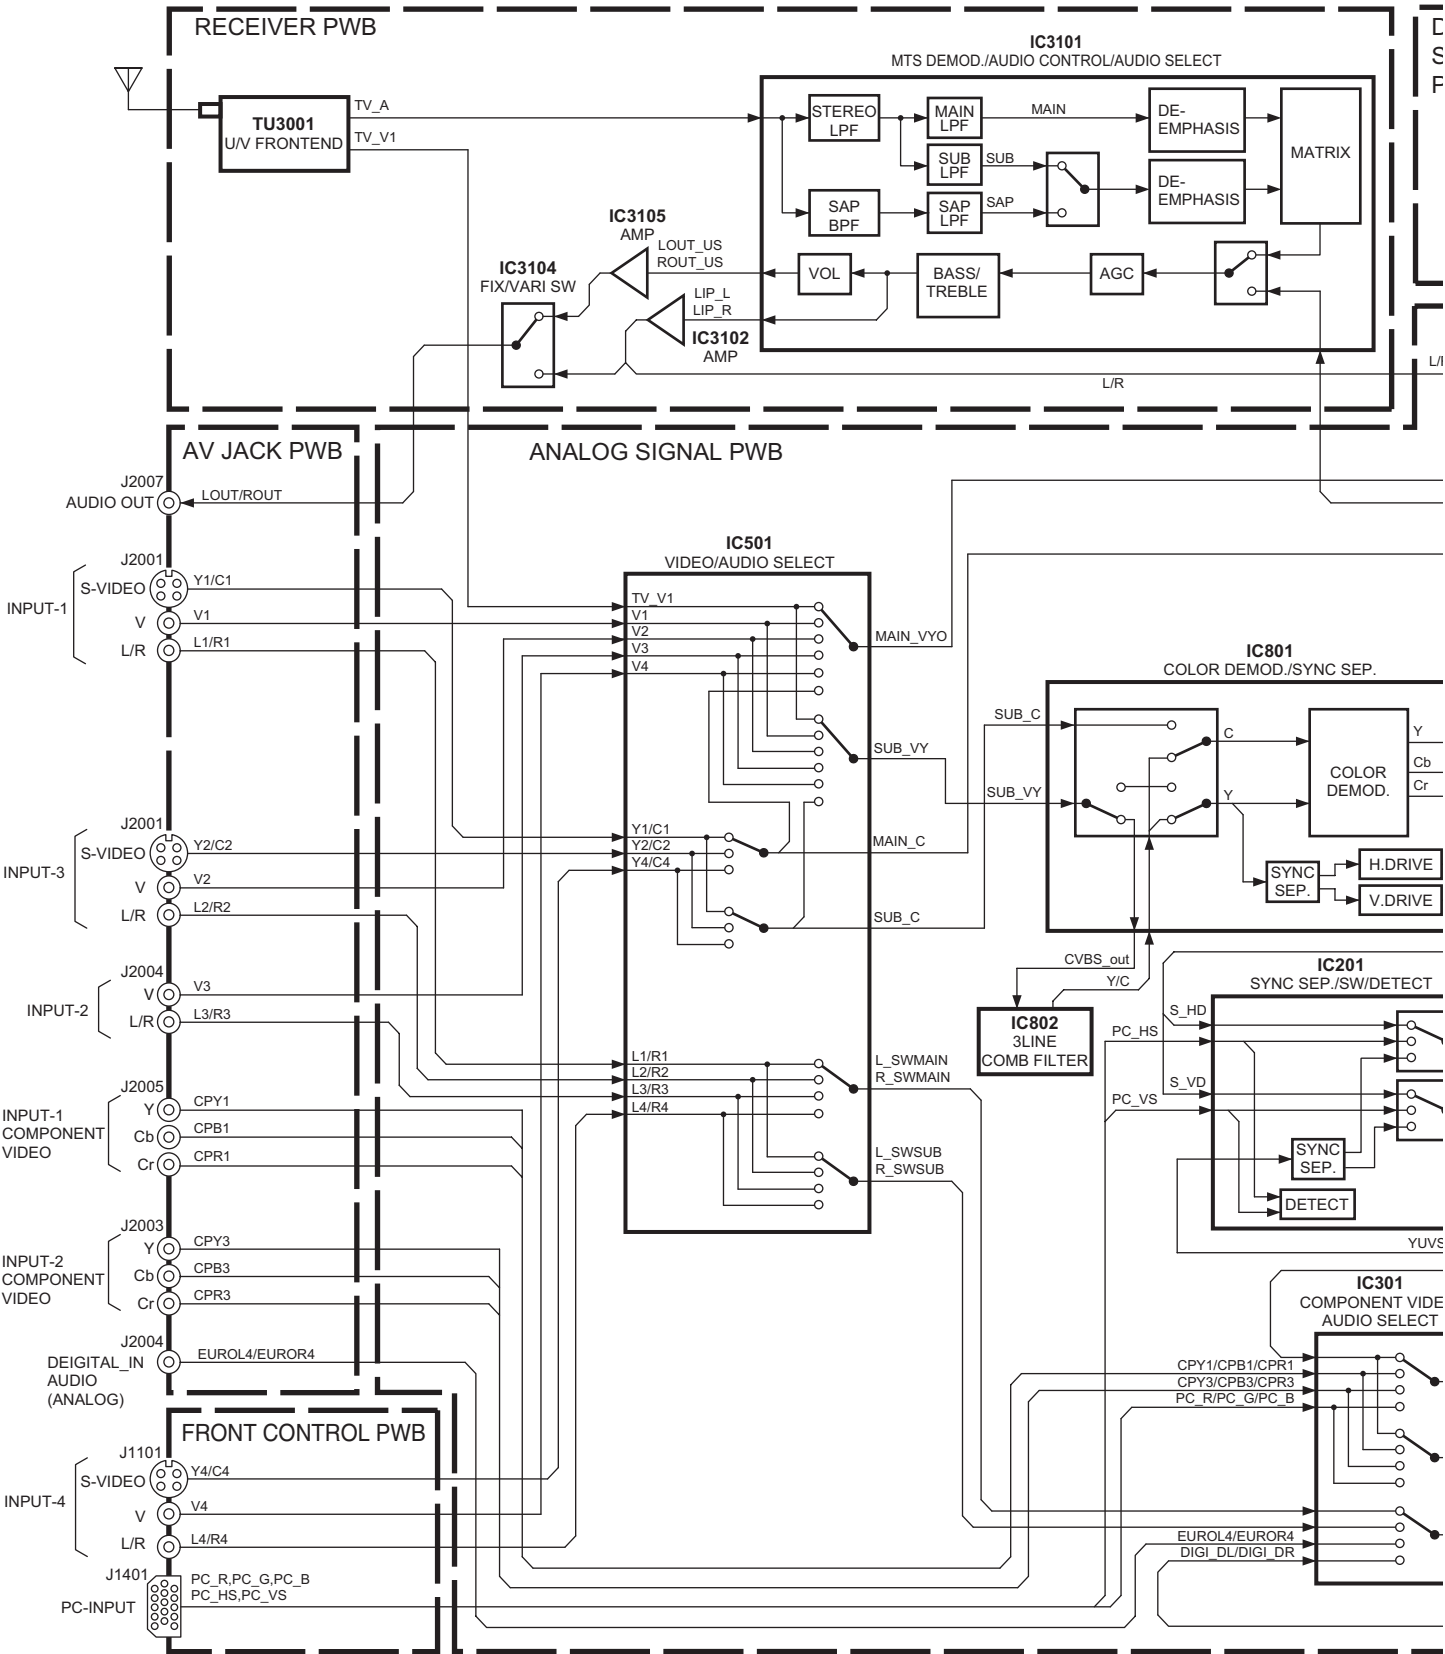 RECEIVER PWB
D
S
P
IC3101
MTS DEMOD./AUDIO CONTROL/AUDIO SELECT
TU3001
U/V FRONTEND
TV_A
TV_V1
STEREO
LPF
MAIN
LPF
MAIN
DE-
EMPHASIS
MATRIX
SUB
LPF
SUB
SAP
BPF
SAP
LPF
SAP
DE-
EMPHASIS
IC3105
AMP
LOUT_US
ROUT_US
VOL
BASS/
TREBLE
AGC
IC3104
FIX/VARI SW
LIP_L
LIP_R
IC3102
AMP
L/R
L/R
AV JACK PWB
ANALOG SIGNAL PWB
J2007
AUDIO OUT
LOUT/ROUT
IC501
VIDEO/AUDIO SELECT
J2001
INPUT-1
S-VIDEO
Y1/C1
V
V1
L/R
L1/R1
TV_V1
V1
V2
V3
V4
MAIN_VYO
SUB_VY
IC801
COLOR DEMOD./SYNC SEP.
SUB_C
SUB_VY
C
Y
COLOR
DEMOD.
Y
Cb
Cr
SYNC
SEP.
H.DRIVE
V.DRIVE
J2001
INPUT-3
S-VIDEO
Y2/C2
V
V2
L/R
L2/R2
Y1/C1
Y2/C2
Y4/C4
MAIN_C
SUB_C
CVBS_out
Y/C
IC802
3LINE
COMB FILTER
J2004
INPUT-2
V
V3
L/R
L3/R3
IC201
SYNC SEP./SW/DETECT
S_HD
PC_HS
S_VD
PC_VS
SYNC
SEP.
DETECT
YUVS
L1/R1
L2/R2
L3/R3
L4/R4
L_SWMAIN
R_SWMAIN
L_SWSUB
R_SWSUB
J2005
INPUT-1
COMPONENT
VIDEO
Y
CPY1
Cb
CPB1
Cr
CPR1
J2003
INPUT-2
COMPONENT
VIDEO
Y
CPY3
Cb
CPB3
Cr
CPR3
J2004
DEIGITAL_IN
AUDIO
(ANALOG)
EUROL4/EUROR4
IC301
COMPONENT VIDE
AUDIO SELECT
CPY1/CPB1/CPR1
CPY3/CPB3/CPR3
PC_R/PC_G/PC_B
EUROL4/EUROR4
DIGI_DL/DIGI_DR
FRONT CONTROL PWB
J1101
INPUT-4
S-VIDEO
Y4/C4
V
V4
L/R
L4/R4
J1401
PC-INPUT
PC_R,PC_G,PC_B
PC_HS,PC_VS